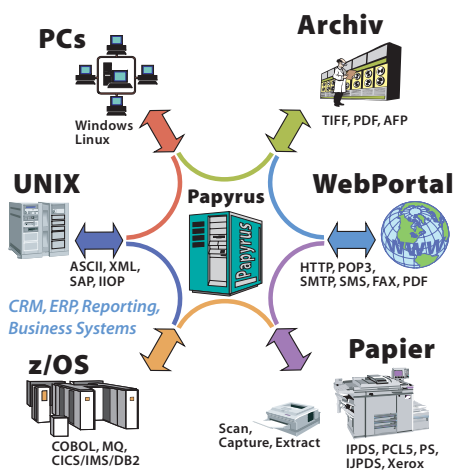 PCs
Windows
Linux
Archiv
TIFF, PDF, AFP
UNIX
ASCII, XML,
SAP, IIOP
CRM, ERP, Reporting,
Business Systems
Papyrus
Papyrus
WebPortal
WWW
HTTP, POP3,
SMTP, SMS, FAX, PDF
z/OS
COBOL, MQ,
CICS/IMS/DB2
Scan,
Capture, Extract
Papier
IPDS, PCL5, PS,
IJPDS, Xerox